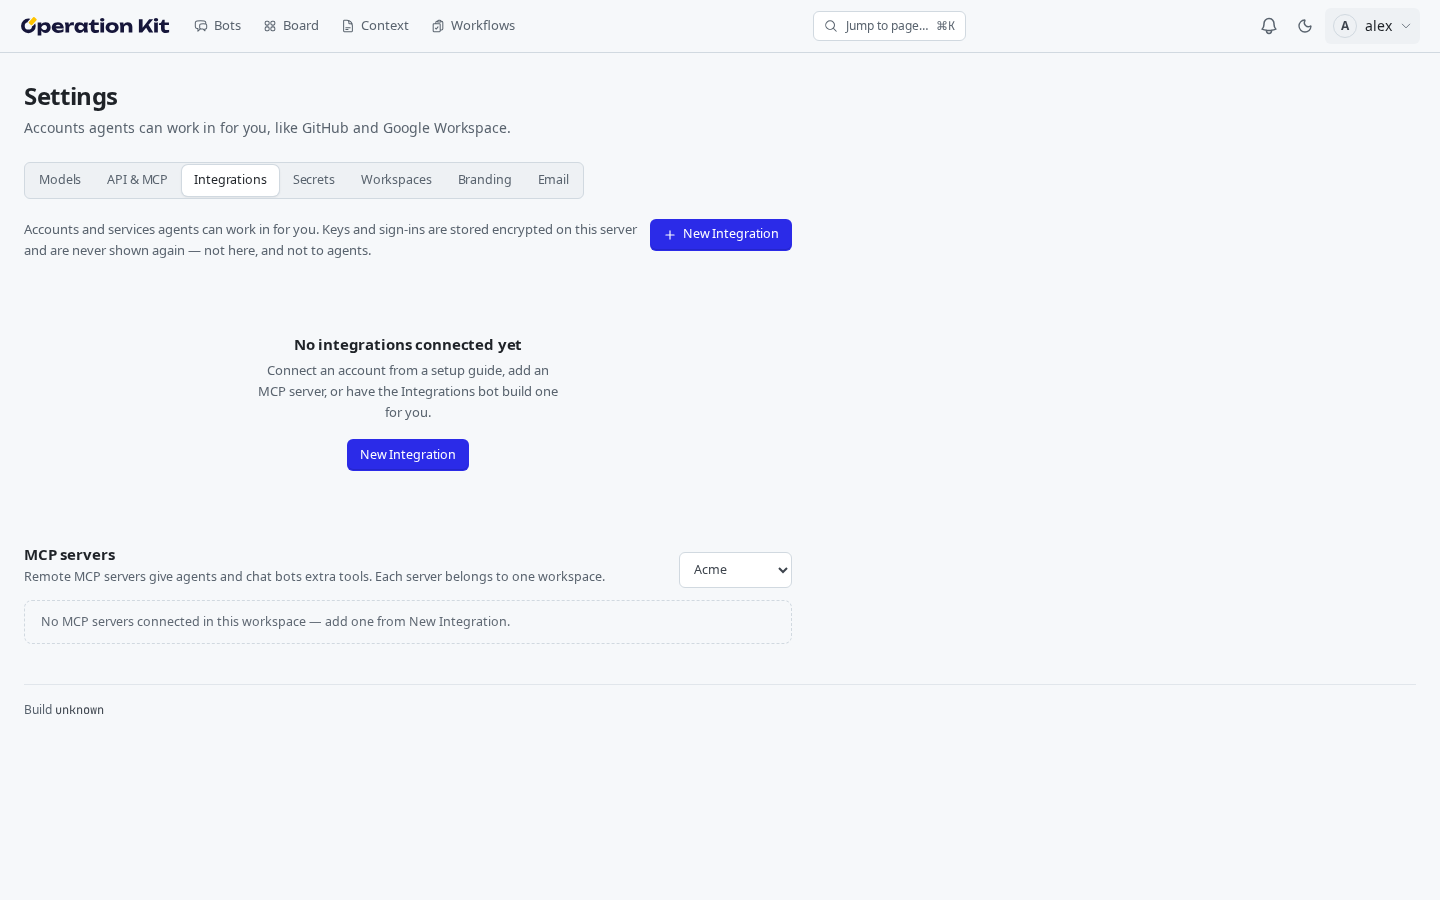 Operation Kit
Bots
Board
Context
Workflows
Jump to page... ⌘K
A
alex
Settings
Accounts agents can work in for you, like GitHub and Google Workspace.
Models
API & MCP
Integrations
Secrets
Workspaces
Branding
Email
Accounts and services agents can work in for you. Keys and sign-ins are stored encrypted on this server
and are never shown again — not here, and not to agents.
New Integration
No integrations connected yet
Connect an account from a setup guide, add an
MCP server, or have the Integrations bot build one
for you.
New Integration
MCP servers
Remote MCP servers give agents and chat bots extra tools. Each server belongs to one workspace.
Acme
No MCP servers connected in this workspace — add one from New Integration.
Build unknown